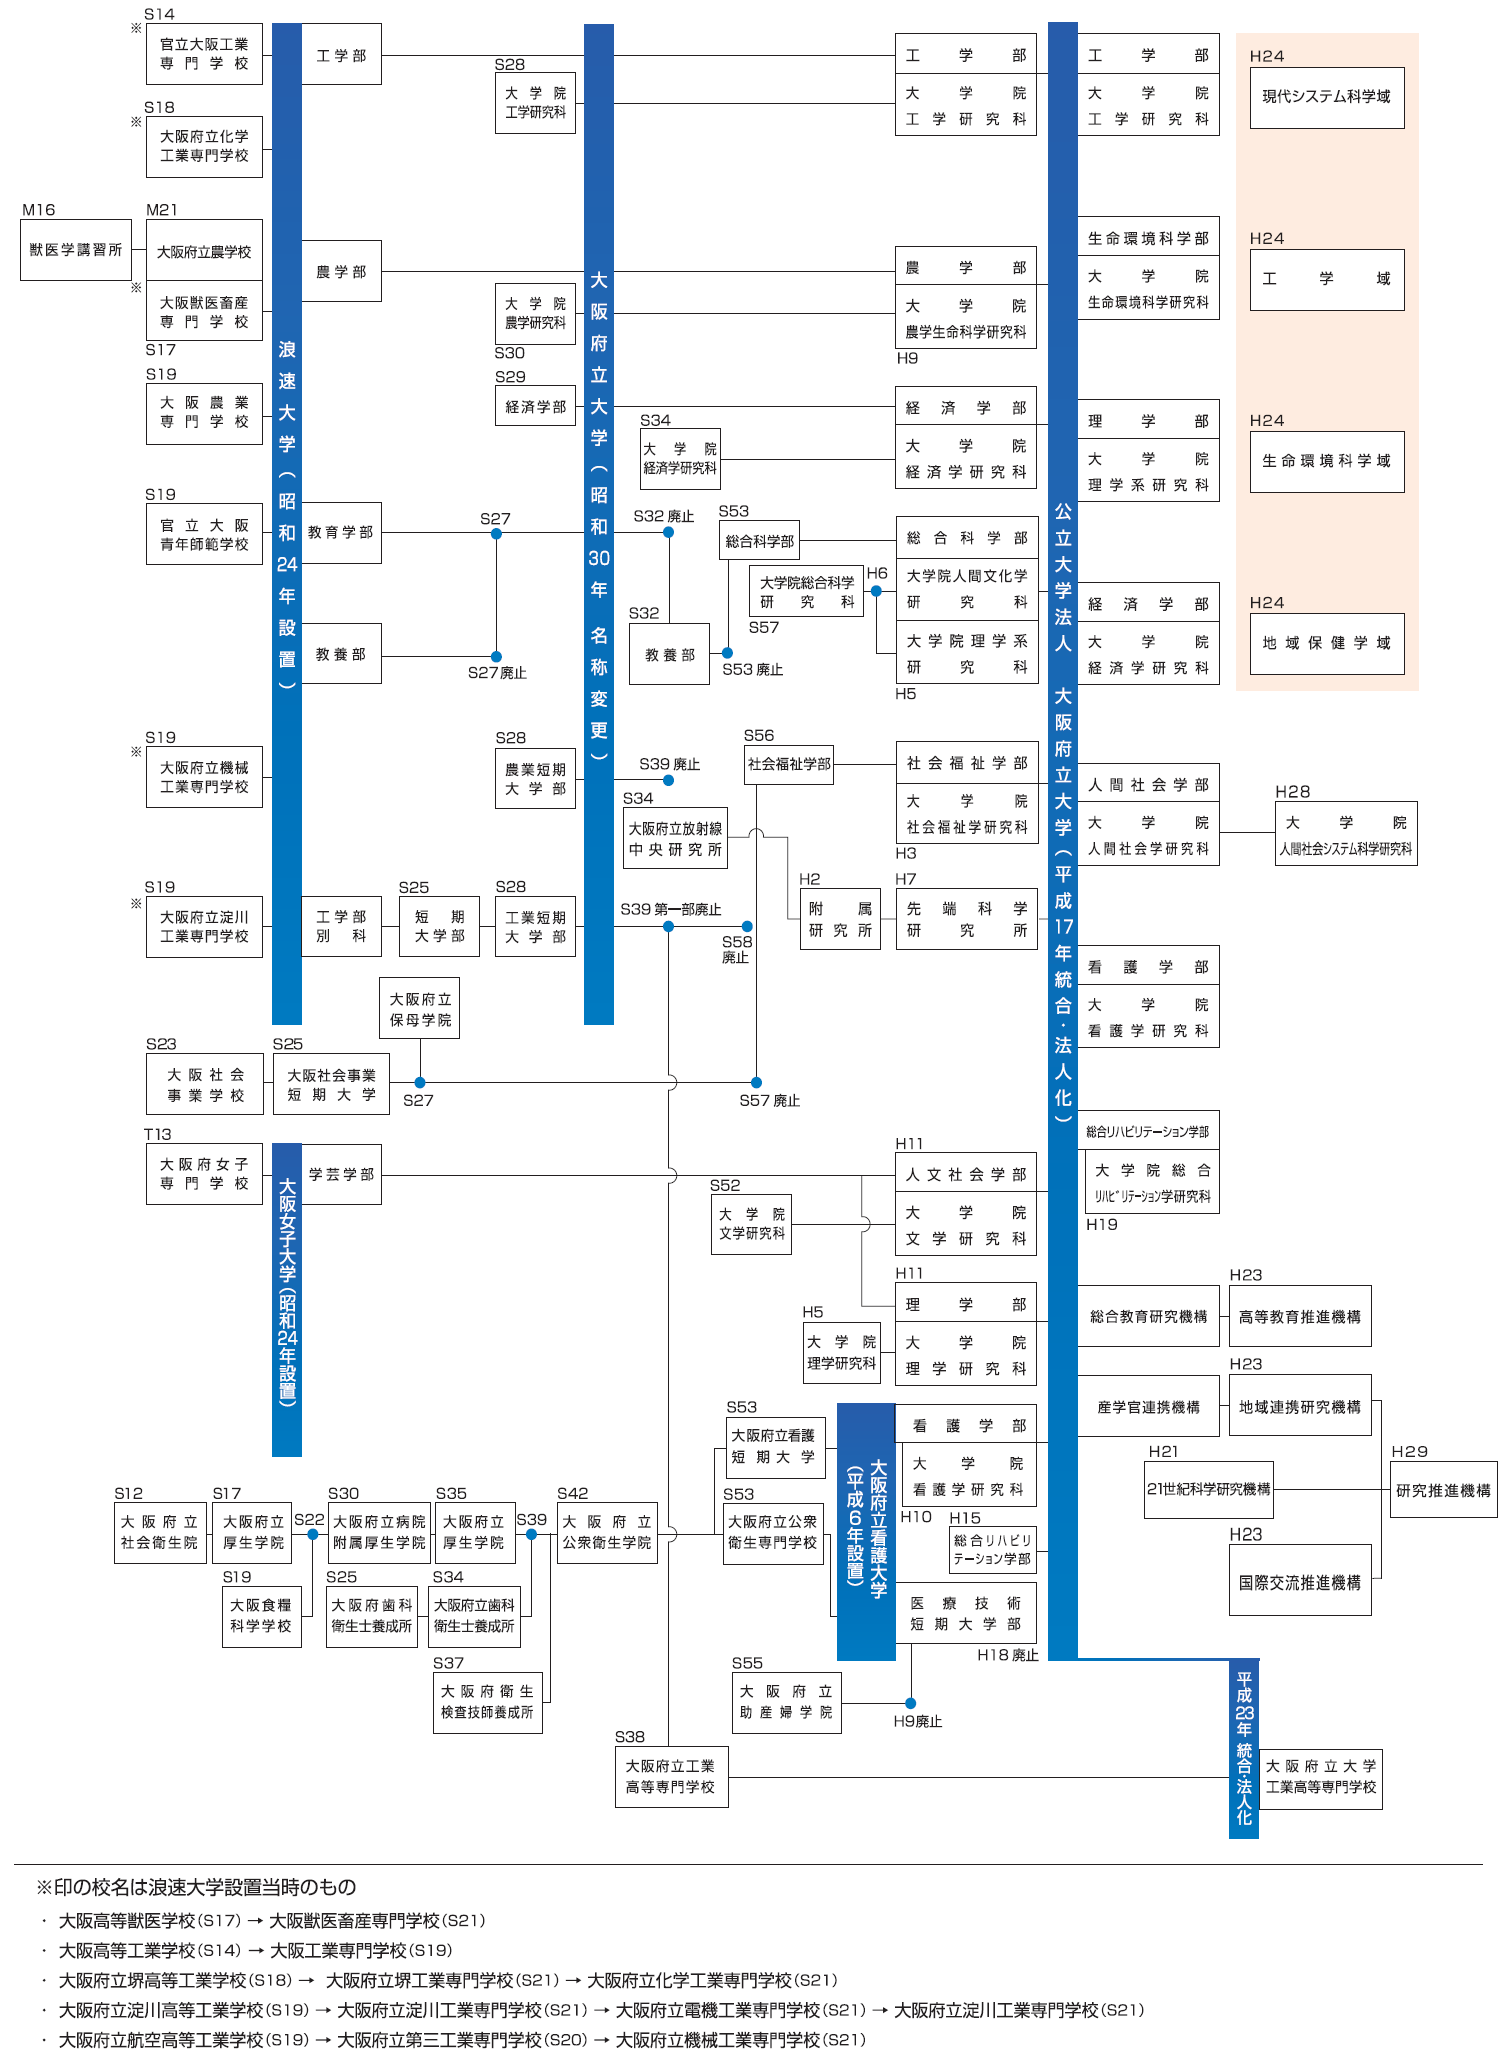 S14
※
官立大阪工業
専門学校
工学部
S28
大学院
工学研究科
工学部
大学院
工学研究科
工学部
大学院
工学研究科
H24
現代システム科学域
S18
※
大阪府立化学
工業専門学校
M16
獣医学講習所
M21
大阪府立農学校
※
大阪獣医畜産
専門学校
S17
農学部
大学院
農学研究科
S30
農学部
大学院
農学生命科学研究科
H9
生命環境科学部
大学院
生命環境科学研究科
H24
工学域
S19
大阪農業
専門学校
S29
経済学部
S34
大学院
経済学研究科
経済学部
大学院
経済学研究科
理学部
大学院
理学系研究科
H24
生命環境科学域
S19
官立大阪
青年師範学校
教育学部
S27
S32 廃止
S53
総合科学部
総合科学部
大学院総合科学
研究科
S57
H6
大学院人間文化学
研究科
大学院理学系
研究科
H5
教養部
S27 廃止
S32
教養部
S53 廃止
経済学部
大学院
経済学研究科
H24
地域保健学域
浪速大学(昭和24年設置)
大阪府立大学(昭和30年 名称変更)
公立大学法人 大阪府立大学(平成17年統合・法人化)
S19
※
大阪府立機械
工業専門学校
S28
農業短期
大学部
S39 廃止
S56
社会福祉学部
社会福祉学部
大学院
社会福祉学研究科
H3
人間社会学部
大学院
人間社会学研究科
H28
大学院
人間社会システム科学研究科
S34
大阪府立放射線
中央研究所
H2
附属
研究所
H7
先端科学
研究所
S19
※
大阪府立淀川
工業専門学校
工学部
別科
S25
短期
大学部
S28
工業短期
大学部
S39 第一部廃止
S58
廃止
看護学部
大学院
看護学研究科
大阪府立
保母学院
S23
大阪社会
事業学校
S25
大阪社会事業
短期大学
S27
S57 廃止
T13
大阪府女子
専門学校
大阪女子大学(昭和24年設置)
学芸学部
S52
大学院
文学研究科
H11
人文社会学部
大学院
文学研究科
総合リハビリテーション学部
大学院総合
リハビリテーション学研究科
H19
H5
大学院
理学研究科
H11
理学部
大学院
理学研究科
総合教育研究機構
H23
高等教育推進機構
産学官連携機構
H23
地域連携研究機構
H21
21世紀科学研究機構
H29
研究推進機構
H23
国際交流推進機構
S53
大阪府立看護
短期大学
S53
大阪府立公衆
衛生専門学校
大阪府立看護大学
(平成6年設置)
看護学部
大学院
看護学研究科
H10
H15
総合リハビリ
テーション学部
医療技術
短期大学部
H18 廃止
S12
大阪府立
社会衛生院
S17
大阪府立
厚生学院
S22
S30
大阪府立病院
附属厚生学院
S35
大阪府立
厚生学院
S39
S42
大阪府立
公衆衛生学院
S19
大阪食糧
科学学校
S25
大阪府歯科
衛生士養成所
S34
大阪府立歯科
衛生士養成所
S37
大阪府衛生
検査技師養成所
S55
大阪府立
助産婦学院
H9廃止
S38
大阪府立工業
高等専門学校
平成23年 統合・法人化
大阪府立大学
工業高等専門学校
※印の校名は浪速大学設置当時のもの
・ 大阪高等獣医学校(S17) → 大阪獣医畜産専門学校(S21)
・ 大阪高等工業学校(S14) → 大阪工業専門学校(S19)
・ 大阪府立堺高等工業学校(S18) → 大阪府立堺工業専門学校(S21) → 大阪府立化学工業専門学校(S21)
・ 大阪府立淀川高等工業学校(S19) → 大阪府立淀川工業専門学校(S21) → 大阪府立電機工業専門学校(S21) → 大阪府立淀川工業専門学校(S21)
・ 大阪府立航空高等工業学校(S19) → 大阪府立第三工業専門学校(S20) → 大阪府立機械工業専門学校(S21)